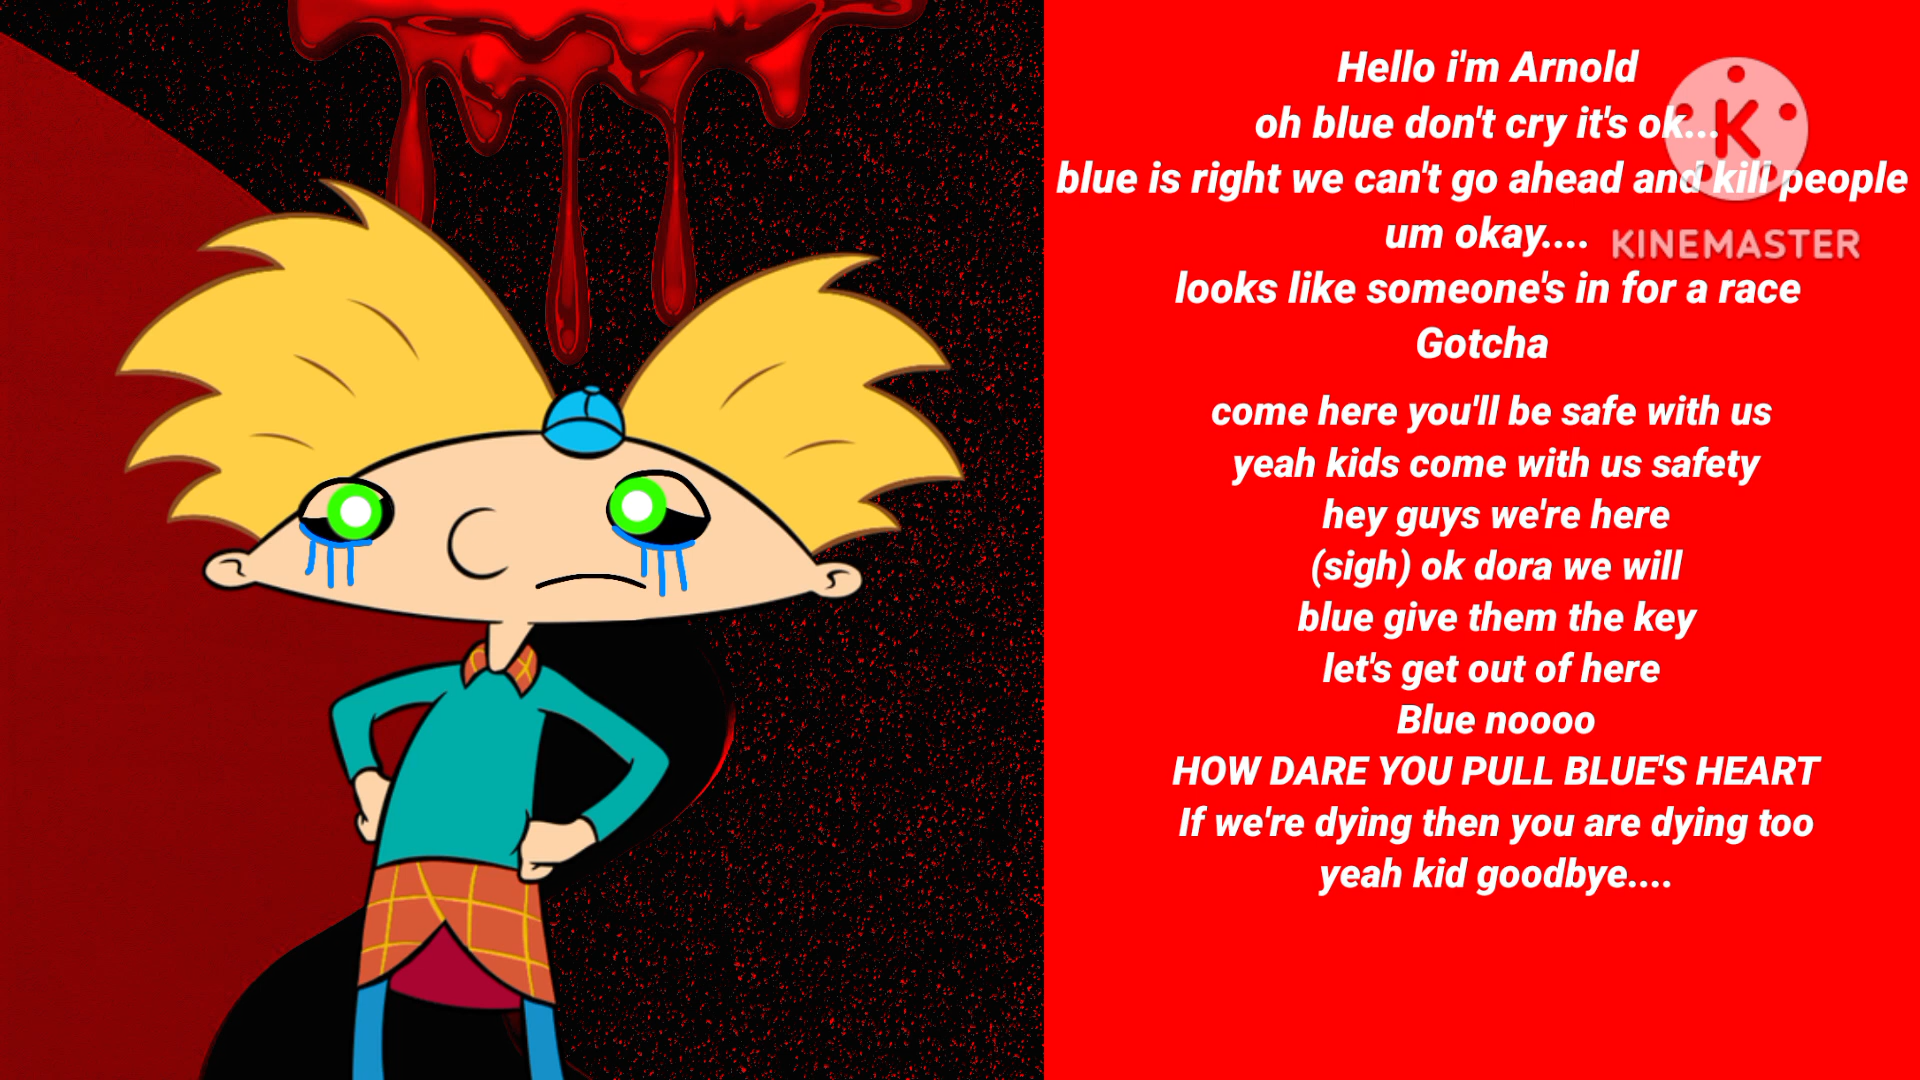 Hello i'm Arnold
oh blue don't cry it's ok...
blue is right we can't go ahead and kill people
um okay....
looks like someone's in for a race
Gotcha
come here you'll be safe with us
yeah kids come with us safety
hey guys we're here
(sigh) ok dora we will
blue give them the key
let's get out of here
Blue noooo
HOW DARE YOU PULL BLUE'S HEART
If we're dying then you are dying too
yeah kid goodbye....
K
KINEMASTER